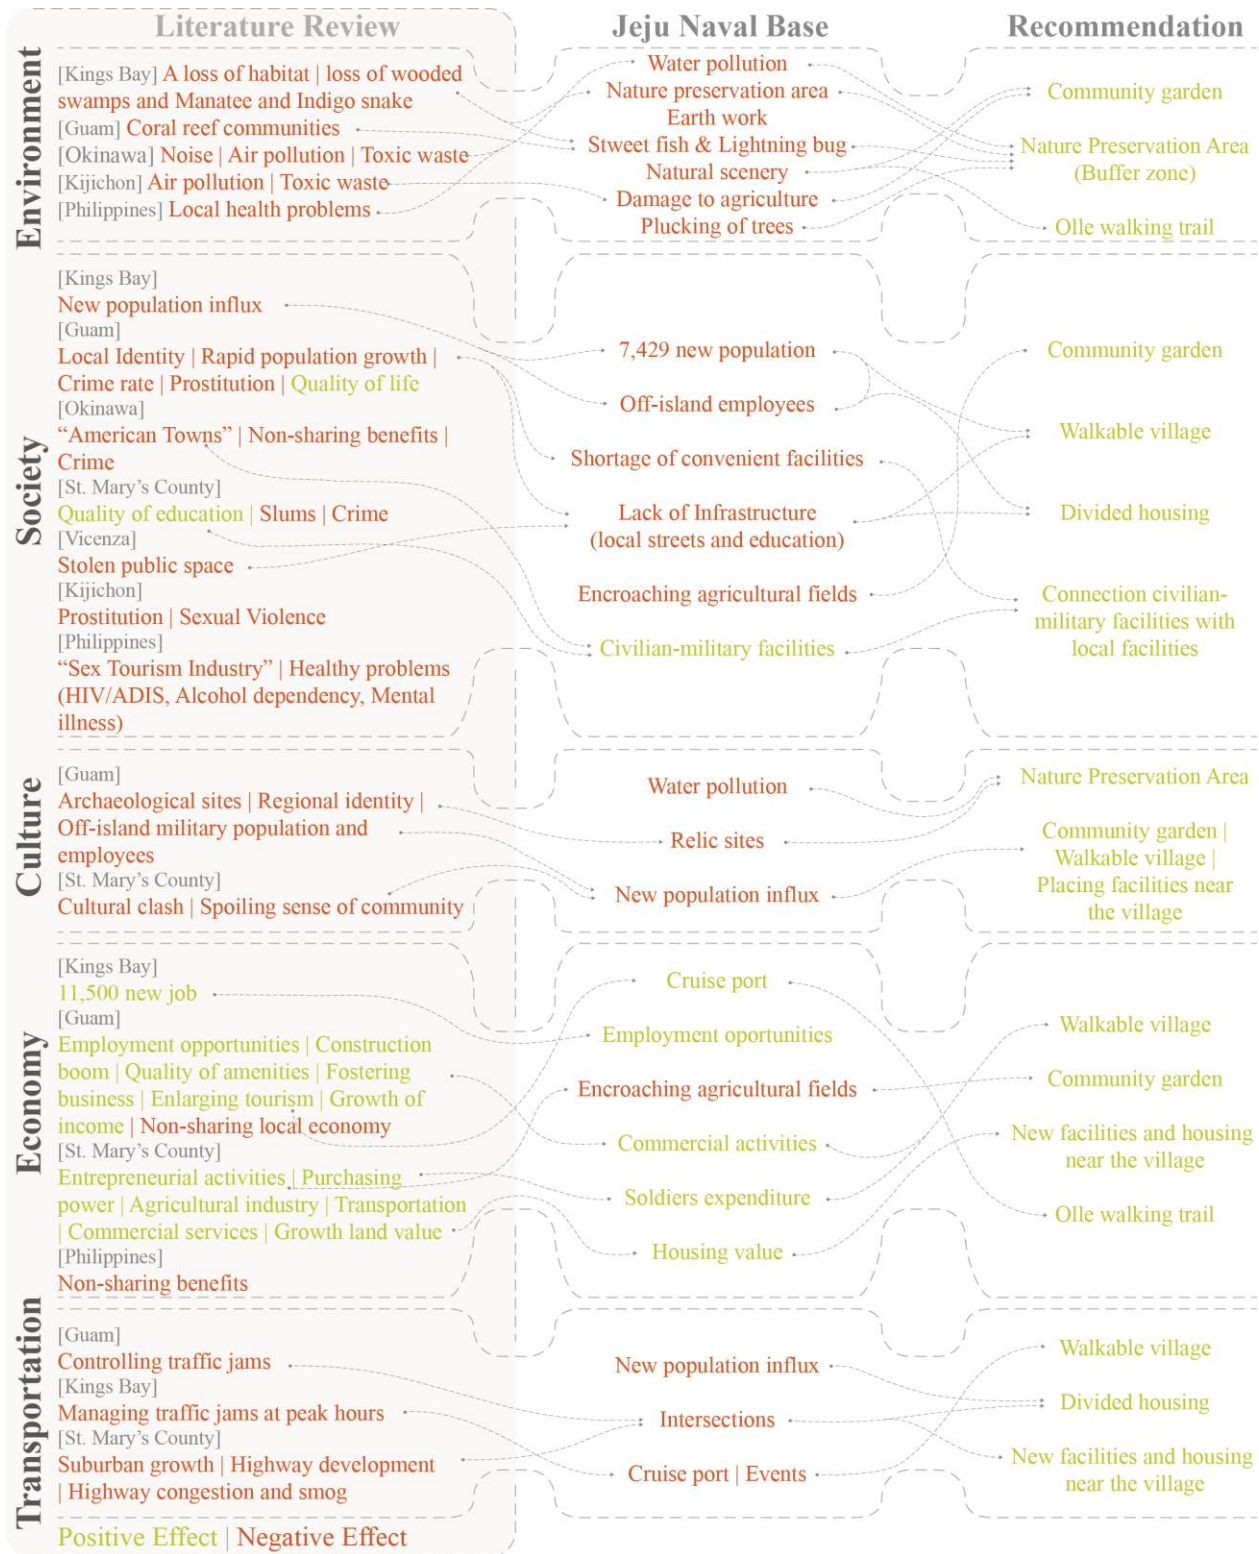 Literature Review
Jeju Naval Base
Recommendation
Environment
[Kings Bay] A loss of habitat | loss of wooded
swamps and Manatee and Indigo snake
[Guam] Coral reef communities
[Okinawa] Noise | Air pollution | Toxic waste
[Kijichon] Air pollution | Toxic waste
[Philippines] Local health problems
Water pollution
Nature preservation area
Earth work
Stweet fish & Lightning bug
Natural scenery
Damage to agriculture
Plucking of trees
Community garden
Nature Preservation Area
(Buffer zone)
Olle walking trail
Society
[Kings Bay]
New population influx
[Guam]
Local Identity | Rapid population growth |
Crime rate | Prostitution | Quality of life
[Okinawa]
“American Towns” | Non-sharing benefits |
Crime
[St. Mary’s County]
Quality of education | Slums | Crime
[Vicenza]
Stolen public space
[Kijichon]
Prostitution | Sexual Violence
[Philippines]
“Sex Tourism Industry” | Healthy problems
(HIV/ADIS, Alcohol dependency, Mental
illness)
7,429 new population
Off-island employees
Shortage of convenient facilities
Lack of Infrastructure
(local streets and education)
Encroaching agricultural fields
Civilian-military facilities
Community garden
Walkable village
Divided housing
Connection civilian-
military facilities with
local facilities
Culture
[Guam]
Archaeological sites | Regional identity |
Off-island military population and
employees
[St. Mary’s County]
Cultural clash | Spoiling sense of community
Water pollution
Relic sites
New population influx
Nature Preservation Area
Community garden |
Walkable village |
Placing facilities near
the village
Economy
[Kings Bay]
11,500 new job
[Guam]
Employment opportunities | Construction
boom | Quality of amenities | Fostering
business | Enlarging tourism | Growth of
income | Non-sharing local economy
[St. Mary’s County]
Entrepreneurial activities | Purchasing
power | Agricultural industry | Transportation
| Commercial services | Growth land value
[Philippines]
Non-sharing benefits
Cruise port
Employment oportunities
Encroaching agricultural fields
Commercial activities
Soldiers expenditure
Housing value
Walkable village
Community garden
New facilities and housing
near the village
Olle walking trail
Transportation
[Guam]
Controlling traffic jams
[Kings Bay]
Managing traffic jams at peak hours
[St. Mary’s County]
Suburban growth | Highway development
| Highway congestion and smog
New population influx
Intersections
Cruise port | Events
Walkable village
Divided housing
New facilities and housing
near the village
Positive Effect | Negative Effect